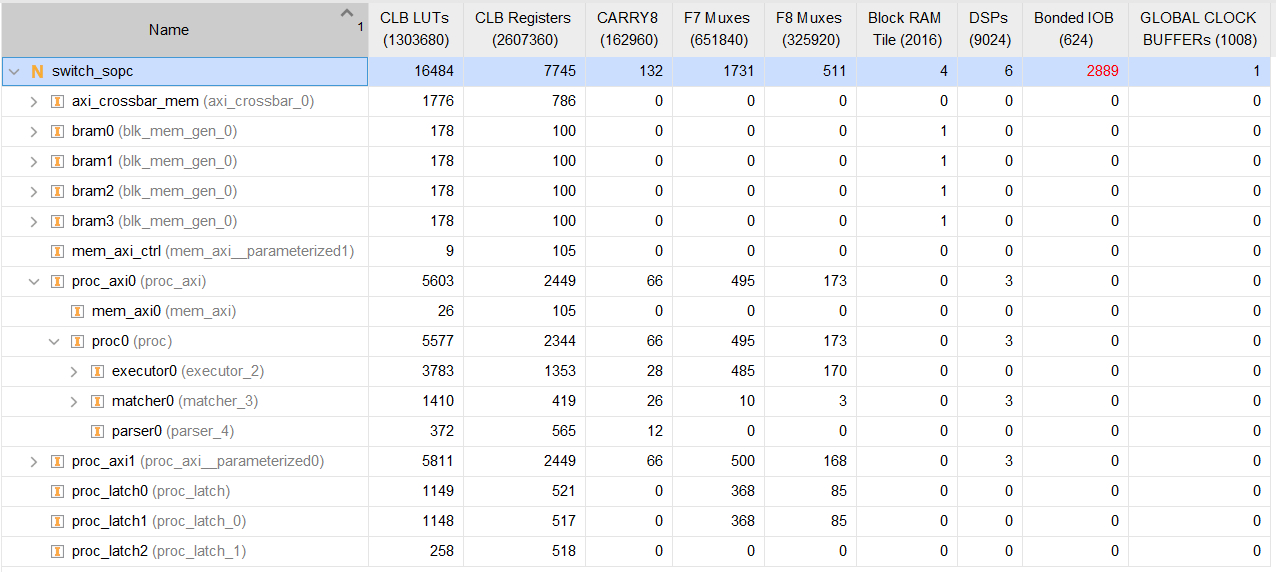 Name 1 CLB LUTs (1303680) CLB Registers (2607360) CARRY8 (162960) F7 Muxes (651840) F8 Muxes (325920) Block RAM Tile (2016) DSPs (9024) Bonded IOB (624) GLOBAL CLOCK BUFFERs (1008)
N switch_sopc 16484 7745 132 1731 511 4 6 2889 1
I axi_crossbar_mem (axi_crossbar_0) 1776 786 0 0 0 0 0 0 0
I bram0 (blk_mem_gen_0) 178 100 0 0 0 1 0 0 0
I bram1 (blk_mem_gen_0) 178 100 0 0 0 1 0 0 0
I bram2 (blk_mem_gen_0) 178 100 0 0 0 1 0 0 0
I bram3 (blk_mem_gen_0) 178 100 0 0 0 1 0 0 0
I mem_axi_ctrl (mem_axi__parameterized1) 9 105 0 0 0 0 0 0 0
I proc_axi0 (proc_axi) 5603 2449 66 495 173 0 3 0 0
I mem_axi0 (mem_axi) 26 105 0 0 0 0 0 0 0
I proc0 (proc) 5577 2344 66 495 173 0 3 0 0
I executor0 (executor_2) 3783 1353 28 485 170 0 0 0 0
I matcher0 (matcher_3) 1410 419 26 10 3 0 3 0 0
I parser0 (parser_4) 372 565 12 0 0 0 0 0 0
I proc_axi1 (proc_axi__parameterized0) 5811 2449 66 500 168 0 3 0 0
I proc_latch0 (proc_latch) 1149 521 0 368 85 0 0 0 0
I proc_latch1 (proc_latch_0) 1148 517 0 368 85 0 0 0 0
I proc_latch2 (proc_latch_1) 258 518 0 0 0 0 0 0 0